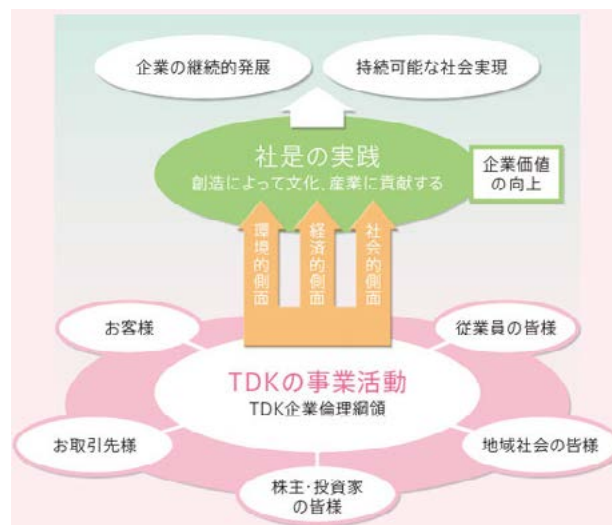 企業の継続的発展
持続可能な社会実現
社是の実践
創造によって文化、産業に貢献する
企業価値
の向上
環境的側面
経済的側面
社会的側面
お客様
従業員の皆様
TDKの事業活動
TDK企業倫理綱領
お取引先様
地域社会の皆様
株主・投資家
の皆様